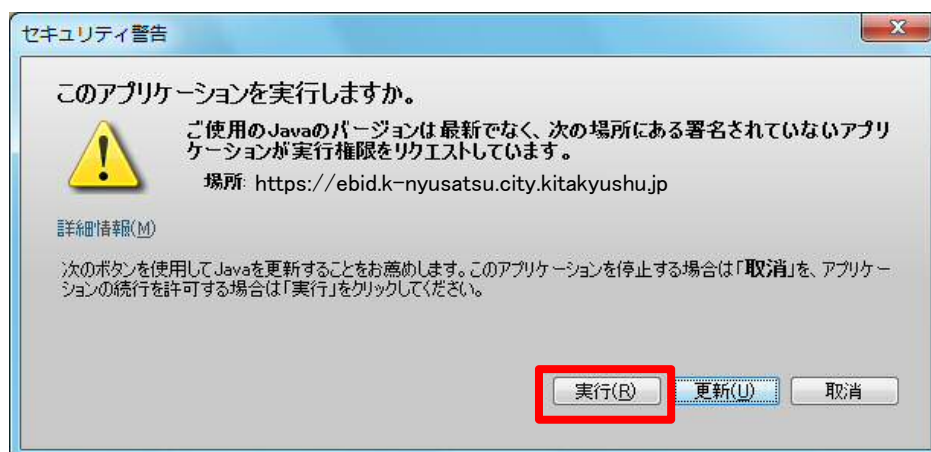 セキュリティ警告
このアプリケーションを実行しますか。
ご使用のJavaのバージョンは最新でなく、次の場所にある署名されていないアプリ
ケーションが実行権限をリクエストしています。
場所: https://ebid.k-nyusatsu.city.kitakyushu.jp
詳細情報(M)
次のボタンを使用してJavaを更新することをお薦めします。このアプリケーションを停止する場合は「取消」を、アプリケー
ションの続行を許可する場合は「実行」をクリックしてください。
実行(R) 更新(U) 取消